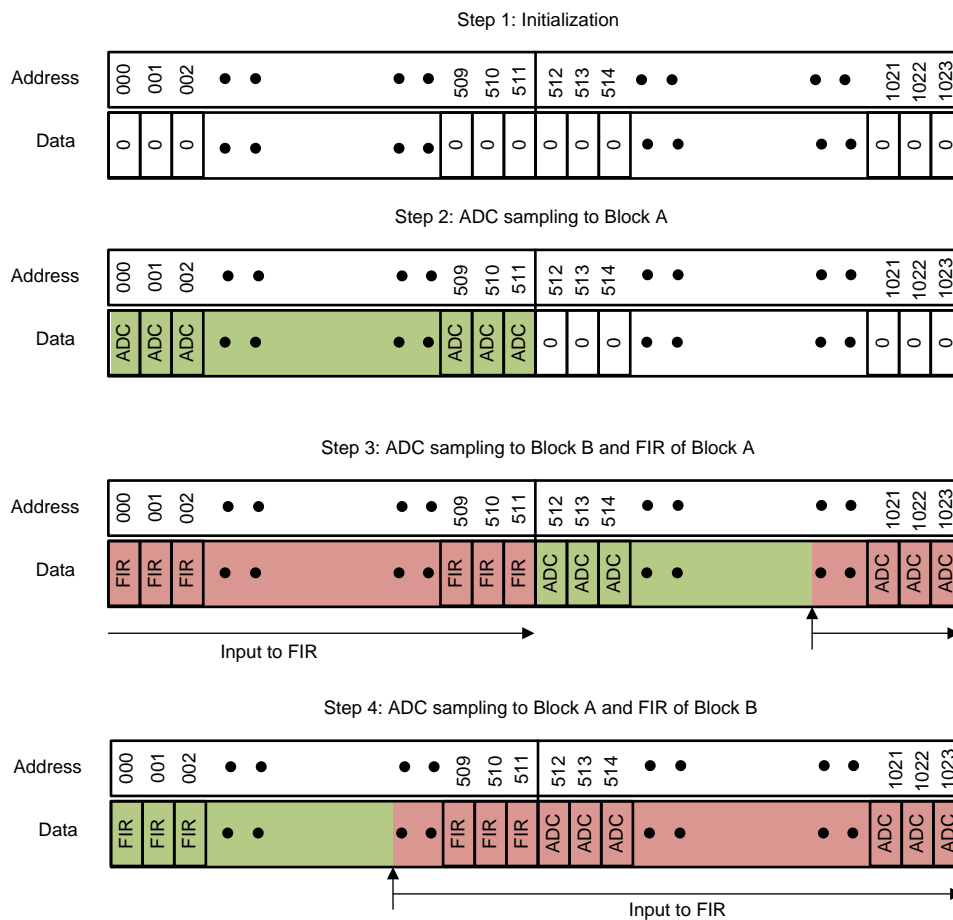 Step 1: Initialization
Address 000 001 002 509 510 511 512 513 514 1021 1022 1023
Data 0 0 0 0 0 0 0 0 0 0 0 0
Step 2: ADC sampling to Block A
Address 000 001 002 509 510 511 512 513 514 1021 1022 1023
Data ADC ADC ADC ADC ADC ADC 0 0 0 0 0 0
Step 3: ADC sampling to Block B and FIR of Block A
Address 000 001 002 509 510 511 512 513 514 1021 1022 1023
Data FIR FIR FIR FIR FIR FIR ADC ADC ADC ADC ADC ADC
Input to FIR
Step 4: ADC sampling to Block A and FIR of Block B
Address 000 001 002 509 510 511 512 513 514 1021 1022 1023
Data FIR FIR FIR FIR FIR FIR ADC ADC ADC ADC ADC ADC
Input to FIR